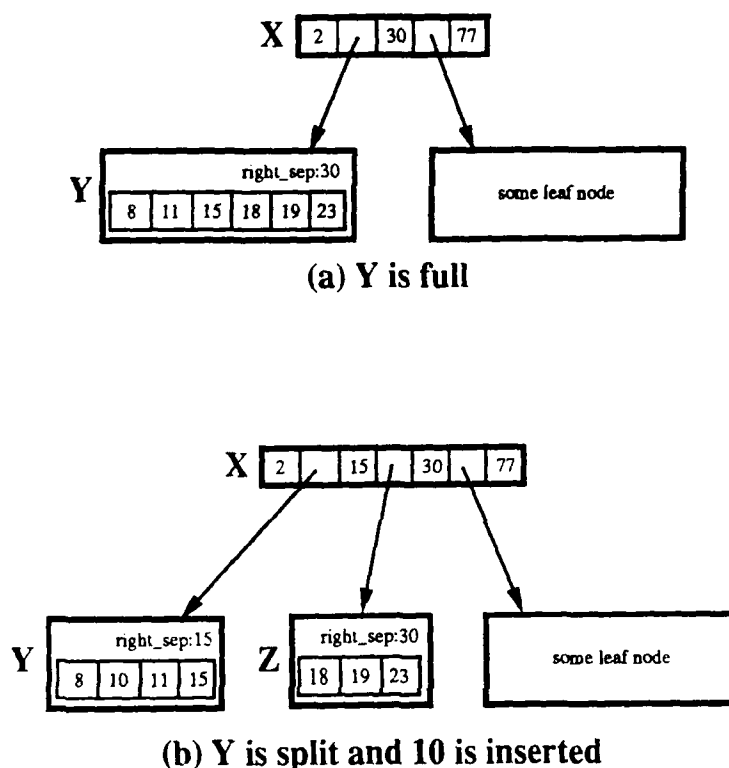 X 2 30 77
Y right_sep:30
8 11 15 18 19 23
some leaf node
(a) Y is full
X 2 15 30 77
Y right_sep:15
8 10 11 15
Z right_sep:30
18 19 23
some leaf node
(b) Y is split and 10 is inserted